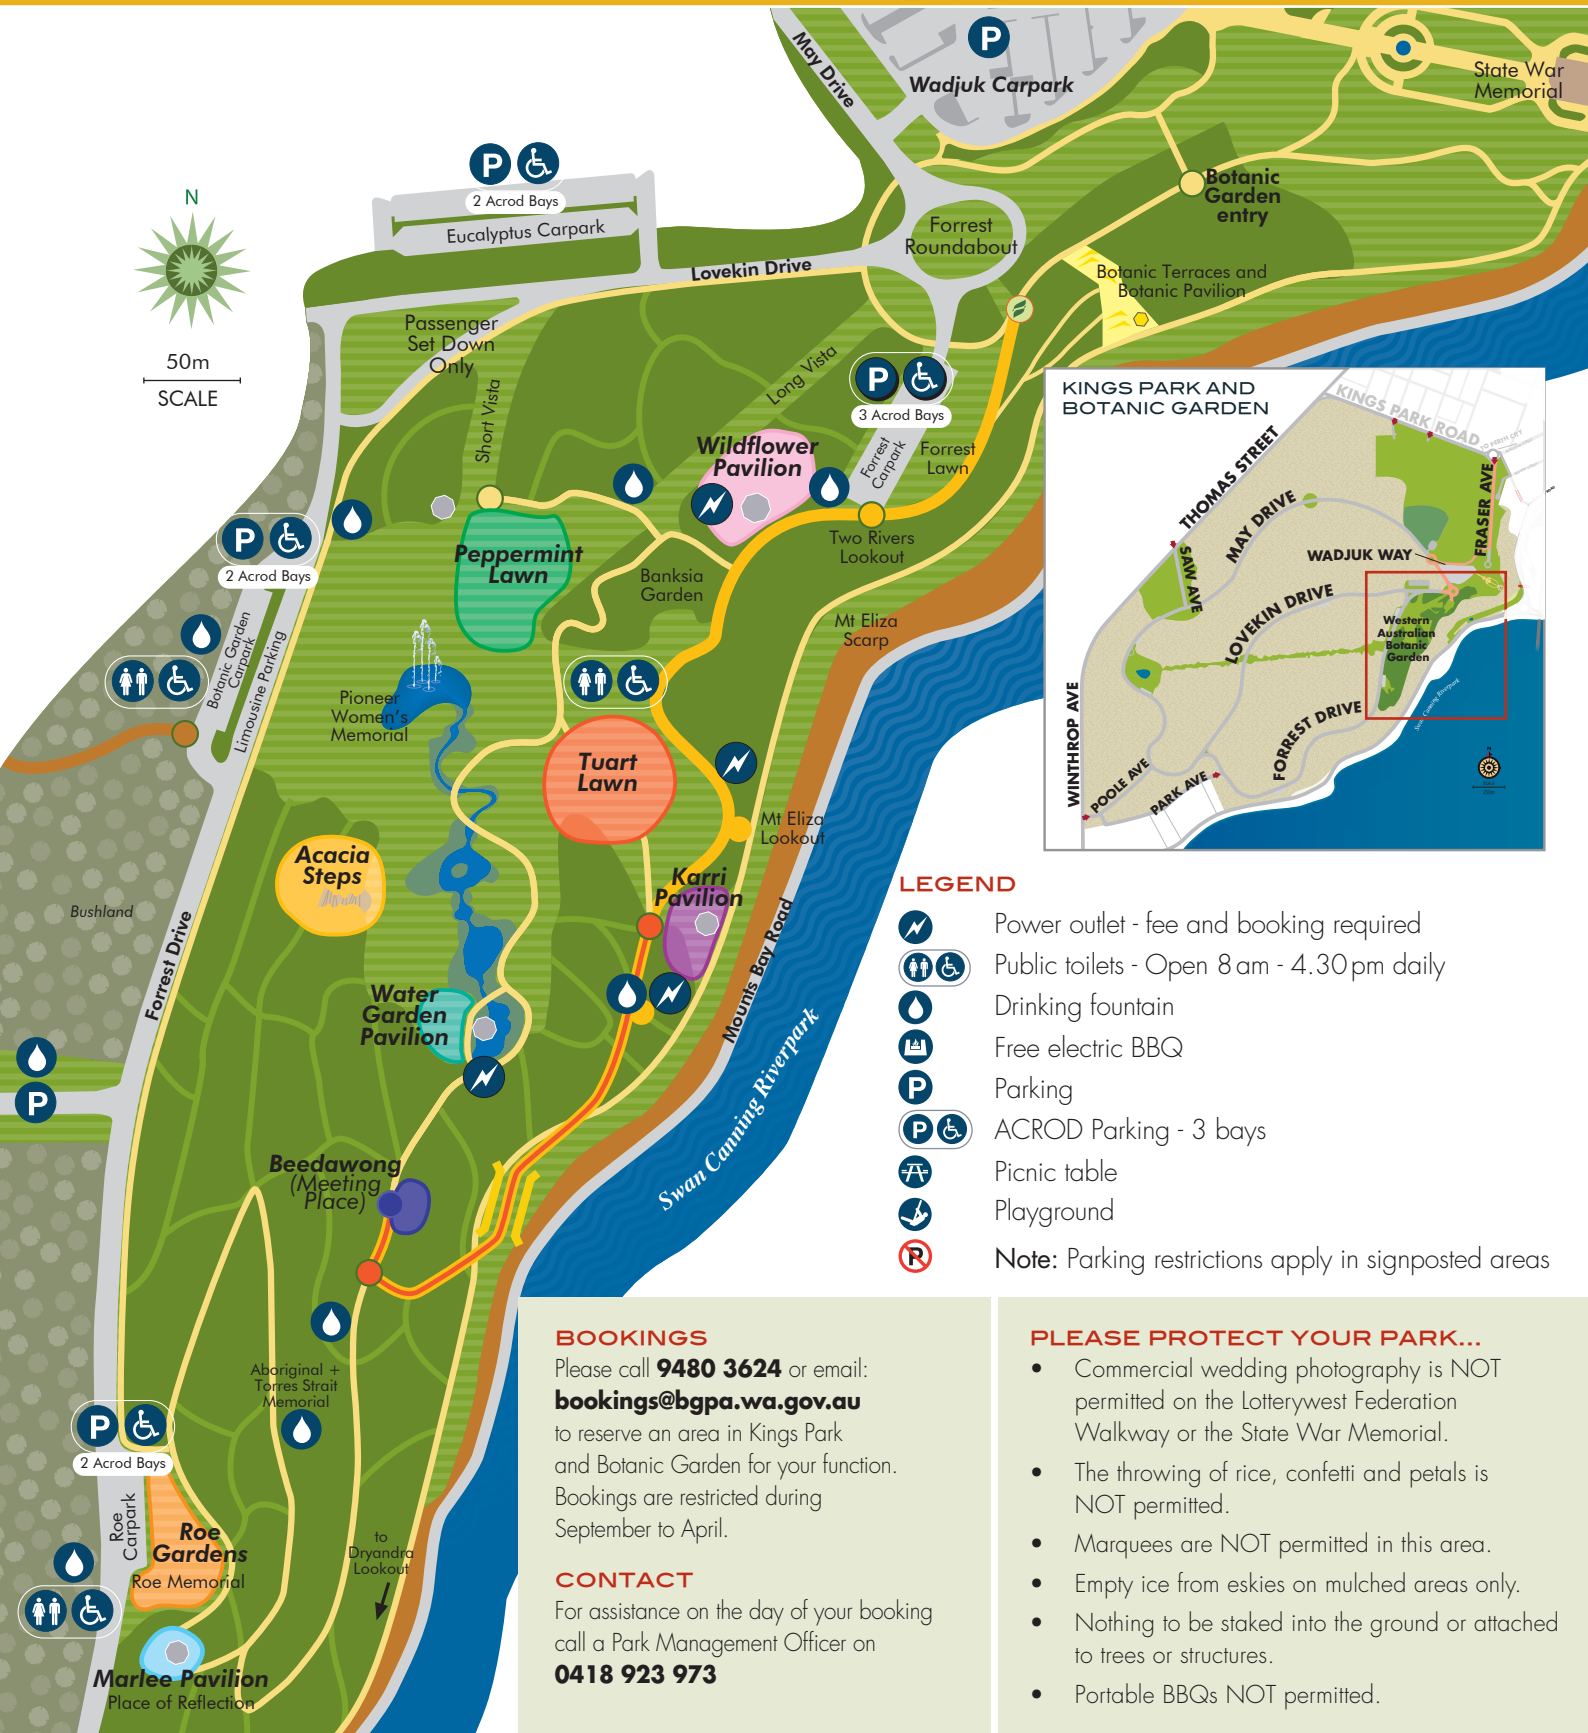 May Drive
P
Wadjuk Carpark
State War
Memorial
P
2 Acrod Bays
Eucalyptus Carpark
N
50m
SCALE
Botanic
Garden
entry
Forrest
Roundabout
Lovekin Drive
Botanic Terraces and
Botanic Pavilion
Passenger
Set Down
Only
Short Vista
Long Vista
P
3 Acrod Bays
Forrest
Carpark
Forrest
Lawn
Wildflower
Pavilion
Two Rivers
Lookout
P
2 Acrod Bays
Peppermint
Lawn
Banksia
Garden
Mt Eliza
Scarp
Botanic Garden
Carpark
Limousine Parking
Pioneer
Women's
Memorial
Tuart
Lawn
Mt Eliza
Lookout
Acacia
Steps
Karri
Pavilion
Bushland
Forrest Drive
Mounts Bay Road
Water
Garden
Pavilion
Swan Canning Riverpark
P
Beedawong
(Meeting
Place)
Aboriginal +
Torres Strait
Memorial
P
2 Acrod Bays
Roe
Carpark
Roe
Gardens
Roe Memorial
to
Dryandra
Lookout
Marlee Pavilion
Place of Reflection
KINGS PARK AND
BOTANIC GARDEN
KINGS PARK ROAD
TO PERTH CITY
THOMAS STREET
MAY DRIVE
FRASER AVE
WADJUK WAY
SAW AVE
LOVEKIN DRIVE
Western
Australian
Botanic
Garden
Swan Canning Riverpark
WINTHROP AVE
FORREST DRIVE
POOLE AVE
PARK AVE
N
LEGEND
Power outlet - fee and booking required
Public toilets - Open 8 am - 4.30 pm daily
Drinking fountain
Free electric BBQ
P Parking
P ACROD Parking - 3 bays
Picnic table
Playground
P Note: Parking restrictions apply in signposted areas
BOOKINGS
Please call 9480 3624 or email:
bookings@bgpa.wa.gov.au
to reserve an area in Kings Park
and Botanic Garden for your function.
Bookings are restricted during
September to April.
CONTACT
For assistance on the day of your booking
call a Park Management Officer on
0418 923 973
PLEASE PROTECT YOUR PARK...
• Commercial wedding photography is NOT
permitted on the Lotterywest Federation
Walkway or the State War Memorial.
• The throwing of rice, confetti and petals is
NOT permitted.
• Marquees are NOT permitted in this area.
• Empty ice from eskies on mulched areas only.
• Nothing to be staked into the ground or attached
to trees or structures.
• Portable BBQs NOT permitted.